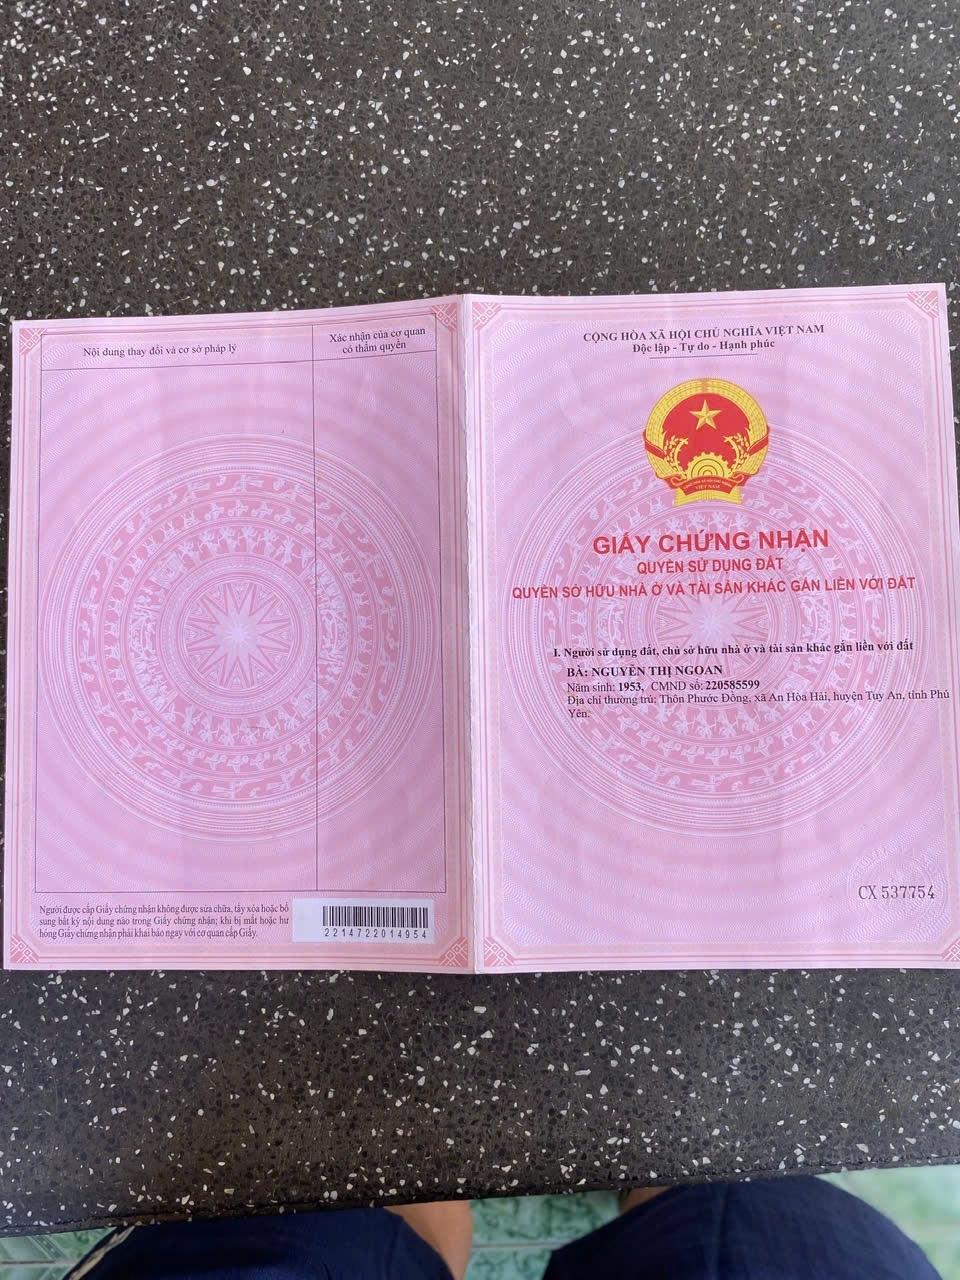 Nội dung thay đổi và cơ sở pháp lý
Xác nhận của cơ quan
có thẩm quyền
Người được cấp Giấy chứng nhận không được sửa chữa, tẩy xóa hoặc bổ
sung bất kỳ nội dung nào trong Giấy chứng nhận; khi bị mất hoặc hư
hỏng Giấy chứng nhận phải khai báo ngay với cơ quan cấp Giấy.
2214722014954
CỘNG HÒA XÃ HỘI CHỦ NGHĨA VIỆT NAM
Độc lập - Tự do - Hạnh phúc
VIỆT NAM
GIẤY CHỨNG NHẬN
QUYỀN SỬ DỤNG ĐẤT
QUYỀN SỞ HỮU NHÀ Ở VÀ TÀI SẢN KHÁC GẮN LIỀN VỚI ĐẤT
I. Người sử dụng đất, chủ sở hữu nhà ở và tài sản khác gắn liền với đất
BÀ: NGUYỄN THỊ NGOAN
Năm sinh: 1953, CMND số: 220585599
Địa chỉ thường trú: Thôn Phước Đồng, xã An Hòa Hải, huyện Tuy An, tỉnh Phú
Yên.
CX 537754